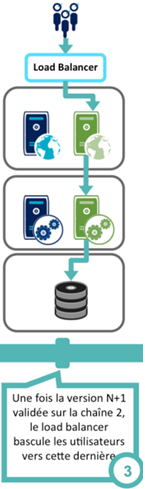 Load Balancer
Une fois la version N+1
validée sur la chaîne 2,
le load balancer
bascule les utilisateurs
vers cette dernière
3